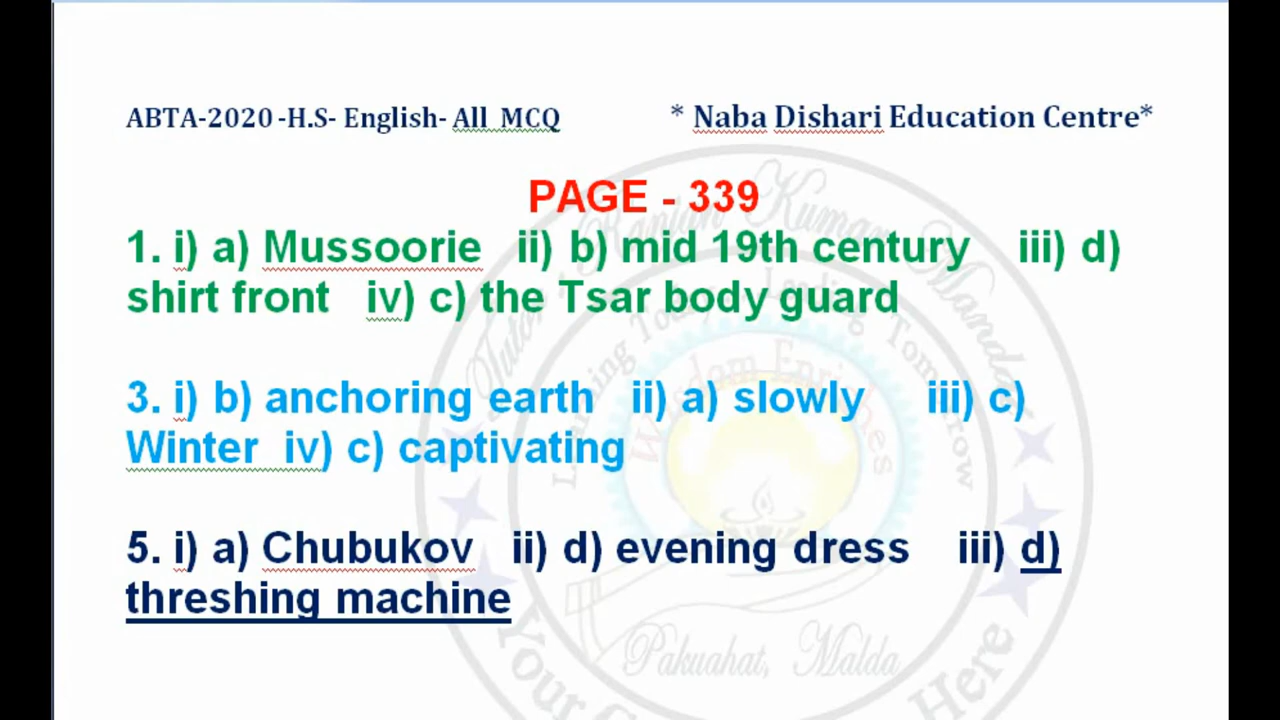 ABTA-2020 -H.S- English- All MCQ * Naba Dishari Education Centre*
PAGE - 339
1. i) a) Mussoorie ii) b) mid 19th century iii) d)
shirt front iv) c) the Tsar body guard
3. i) b) anchoring earth ii) a) slowly iii) c)
Winter iv) c) captivating
5. i) a) Chubukov ii) d) evening dress iii) d)
threshing machine
Pakuahat, Malda